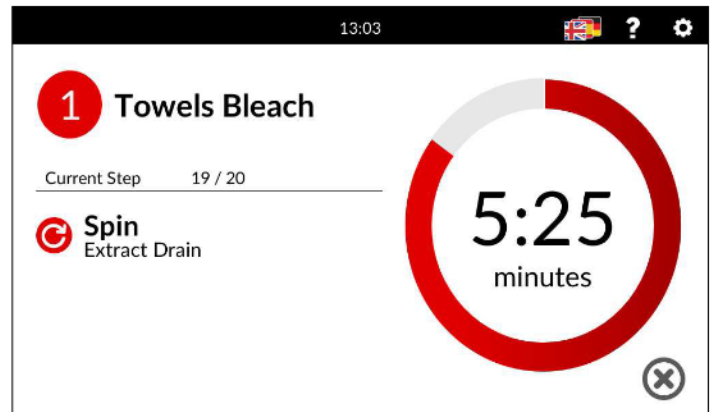 13:03
?
1 Towels Bleach
Current Step 19 / 20
Spin
Extract Drain
5:25
minutes